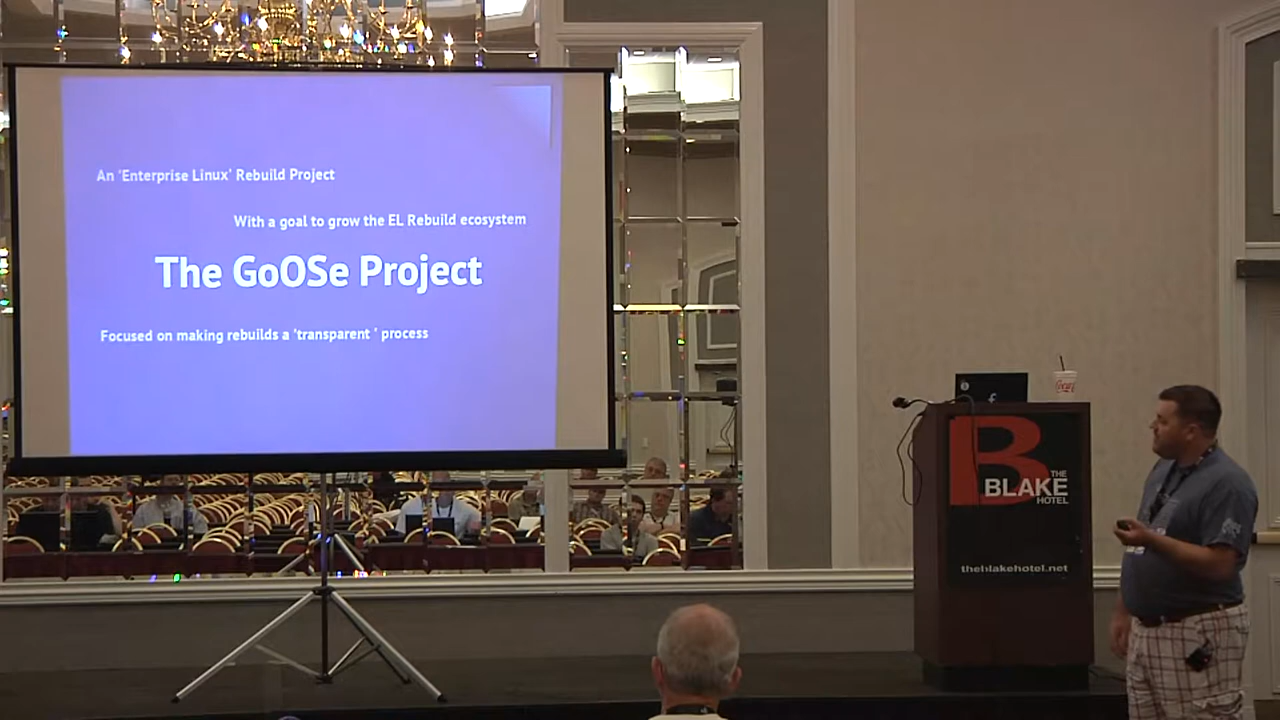 An 'Enterprise Linux' Rebuild Project
With a goal to grow the EL Rebuild ecosystem
The GoOSe Project
Focused on making rebuilds a 'transparent ' process
B
THE
BLAKE
HOTEL
theblakehotel.net